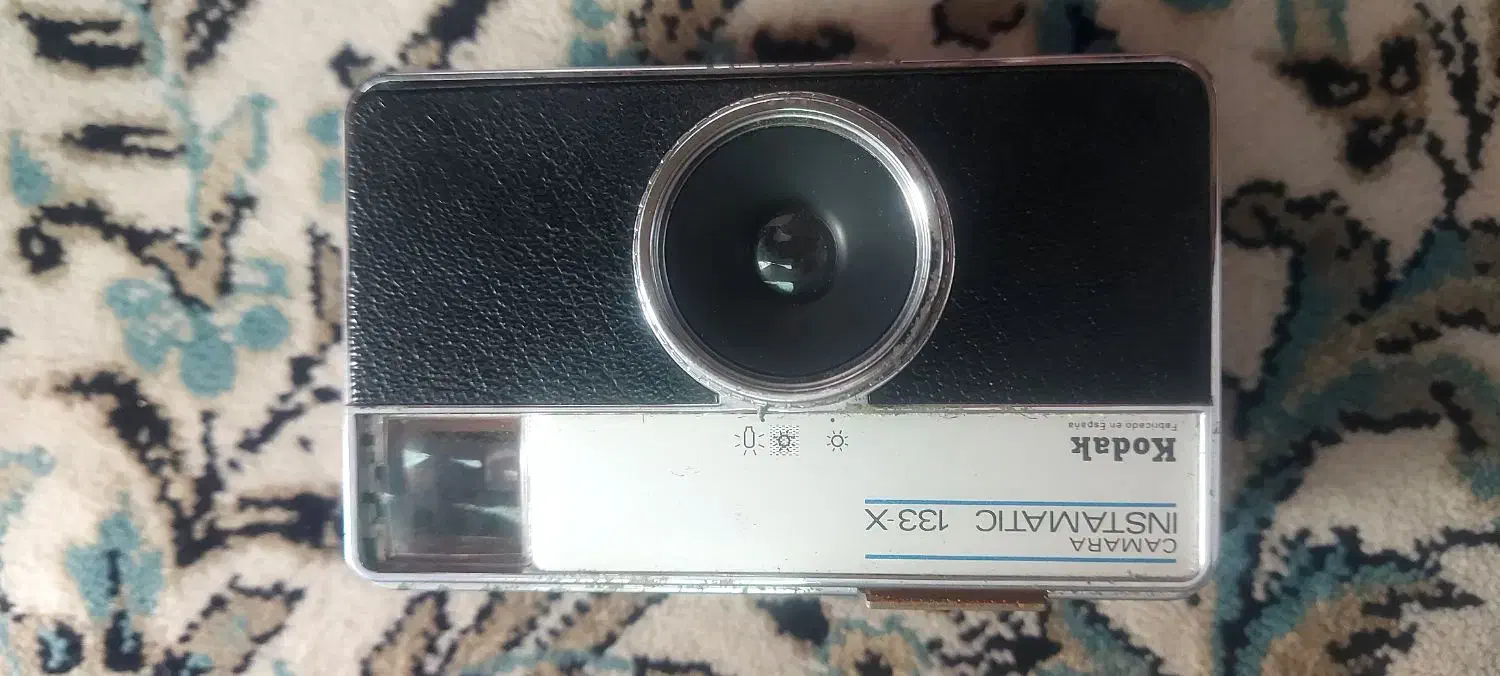 CAMARA
INSTAMATIC 133-X
Kodak
Fabricado en España